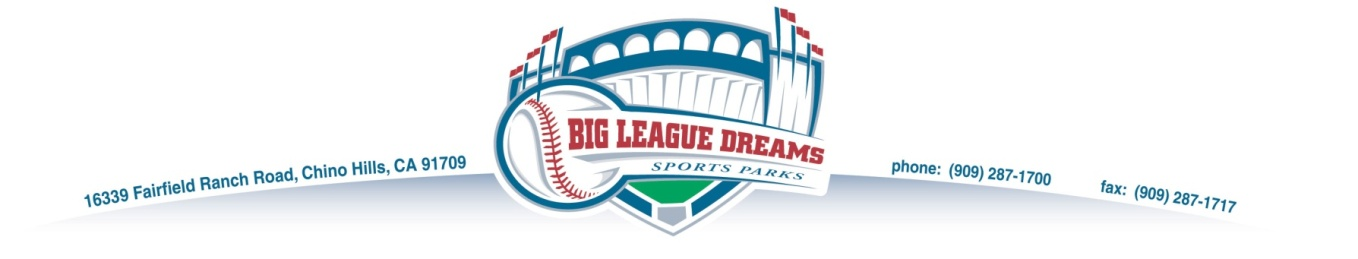 16339 Fairfield Ranch Road, Chino Hills, CA 91709
BIG LEAGUE DREAMS
SPORTS PARKS
phone: (909) 287-1700
fax: (909) 287-1717